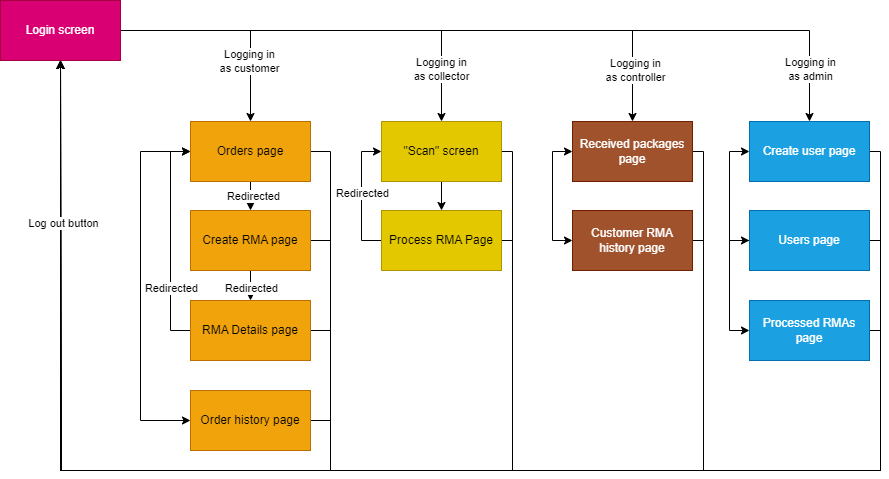 Login screen
Logging in
as customer
Logging in
as collector
Logging in
as controller
Logging in
as admin
Orders page
"Scan" screen
Received packages
page
Create user page
Redirected
Redirected
Log out button
Create RMA page
Process RMA Page
Customer RMA
history page
Users page
Redirected
Redirected
RMA Details page
Processed RMAs
page
Order history page